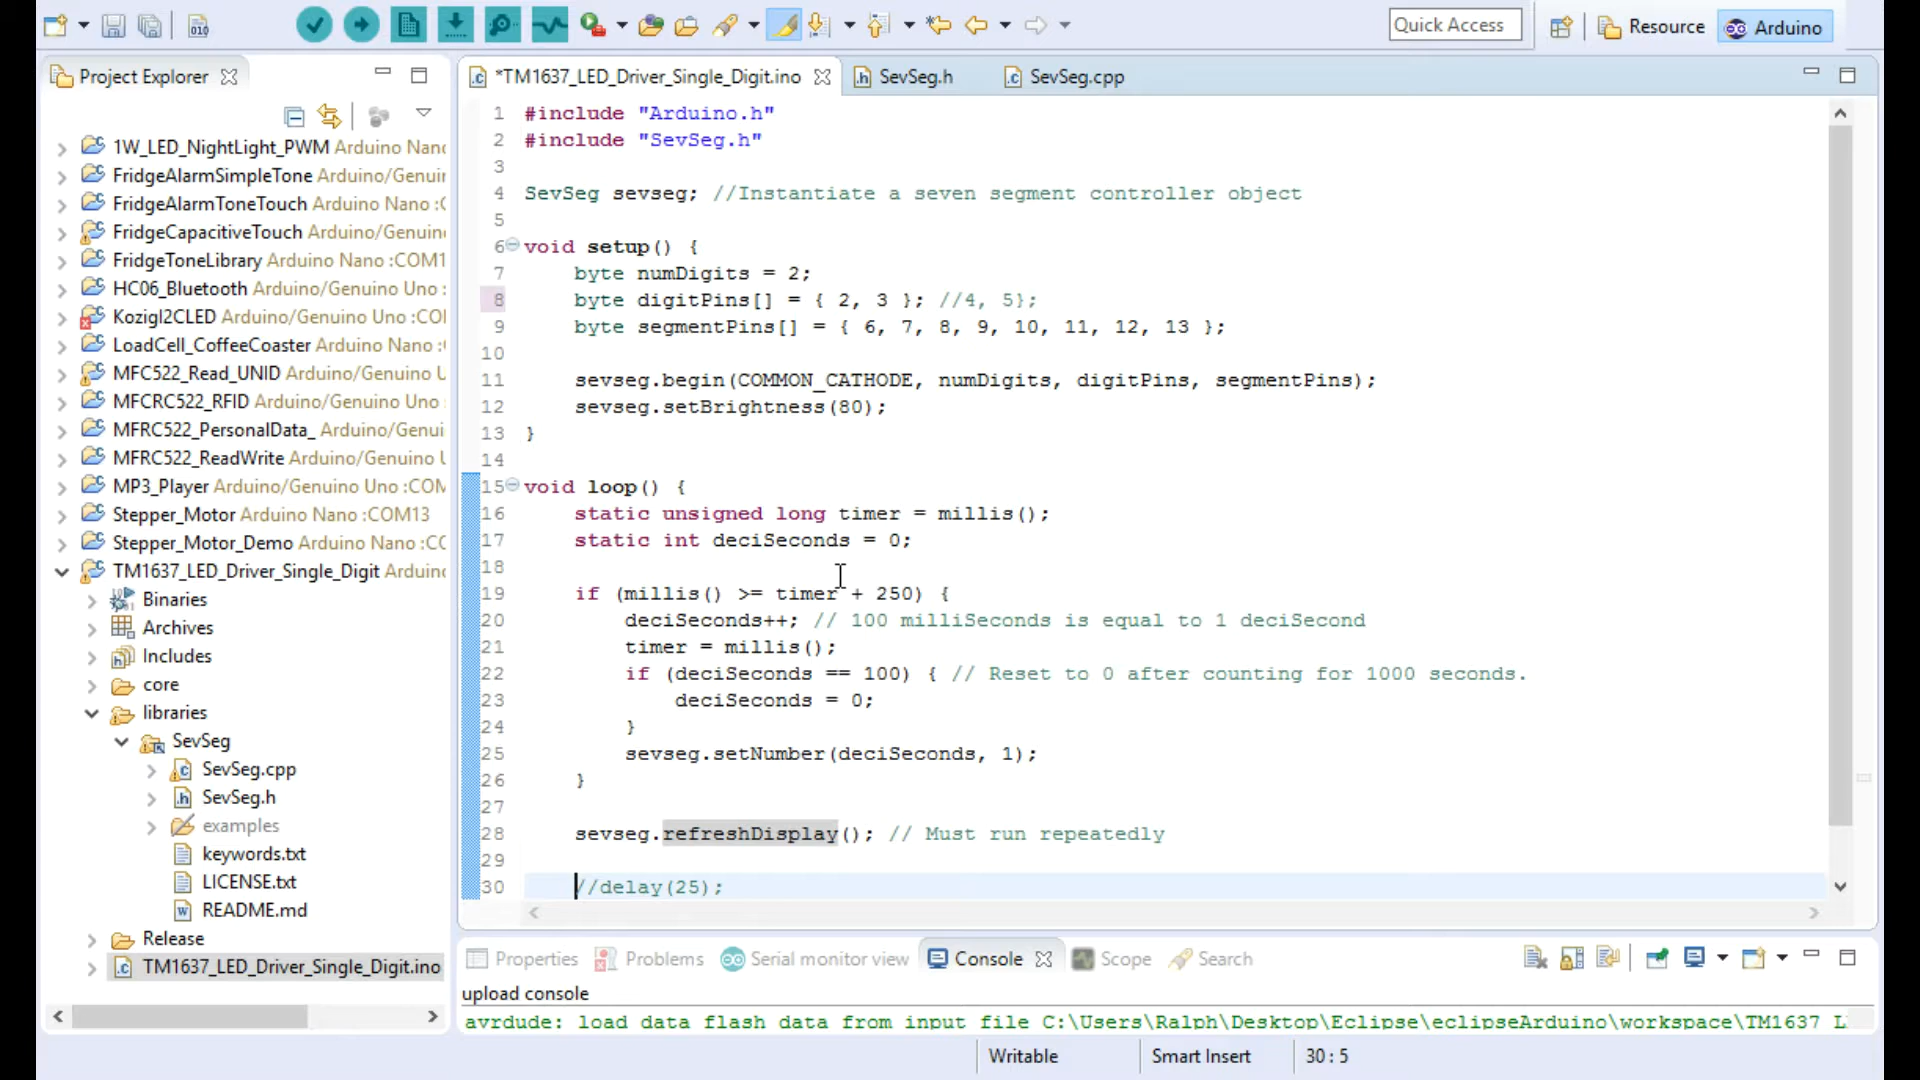 Quick Access
Resource
Arduino
Project Explorer
*TM1637_LED_Driver_Single_Digit.ino
SevSeg.h
SevSeg.cpp
1W_LED_NightLight_PWM Arduino Nano
FridgeAlarmSimpleTone Arduino/Genuin
FridgeAlarmToneTouch Arduino Nano :C
FridgeCapacitiveTouch Arduino/Genuin
FridgeToneLibrary Arduino Nano :COM1
HC06_Bluetooth Arduino/Genuino Uno :
KozigI2CLED Arduino/Genuino Uno :CO
LoadCell_CoffeeCoaster Arduino Nano :
MFC522_Read_UNID Arduino/Genuino U
MFCRC522_RFID Arduino/Genuino Uno :
MFRC522_PersonalData_ Arduino/Genui
MFRC522_ReadWrite Arduino/Genuino U
MP3_Player Arduino/Genuino Uno :COM
Stepper_Motor Arduino Nano :COM13
Stepper_Motor_Demo Arduino Nano :CO
TM1637_LED_Driver_Single_Digit Arduino
Binaries
Archives
Includes
core
libraries
SevSeg
SevSeg.cpp
SevSeg.h
examples
keywords.txt
LICENSE.txt
README.md
Release
TM1637_LED_Driver_Single_Digit.ino
1 #include "Arduino.h"
2 #include "SevSeg.h"
3
4 SevSeg sevseg; //Instantiate a seven segment controller object
5
6 void setup() {
7 byte numDigits = 2;
8 byte digitPins[] = { 2, 3 }; //4, 5};
9 byte segmentPins[] = { 6, 7, 8, 9, 10, 11, 12, 13 };
10
11 sevseg.begin(COMMON_CATHODE, numDigits, digitPins, segmentPins);
12 sevseg.setBrightness(80);
13 }
14
15 void loop() {
16 static unsigned long timer = millis();
17 static int deciSeconds = 0;
18
19 if (millis() >= timer + 250) {
20 deciSeconds++; // 100 milliSeconds is equal to 1 deciSecond
21 timer = millis();
22 if (deciSeconds == 100) { // Reset to 0 after counting for 1000 seconds.
23 deciSeconds = 0;
24 }
25 sevseg.setNumber(deciSeconds, 1);
26 }
27
28 sevseg.refreshDisplay(); // Must run repeatedly
29
30 //delay(25);
Properties
Problems
Serial monitor view
Console
Scope
Search
upload console
avrdude: load data flash data from input file C:\Users\Ralph\Desktop\Eclipse\eclipseArduino\workspace\TM1637 L
Writable
Smart Insert
30 : 5